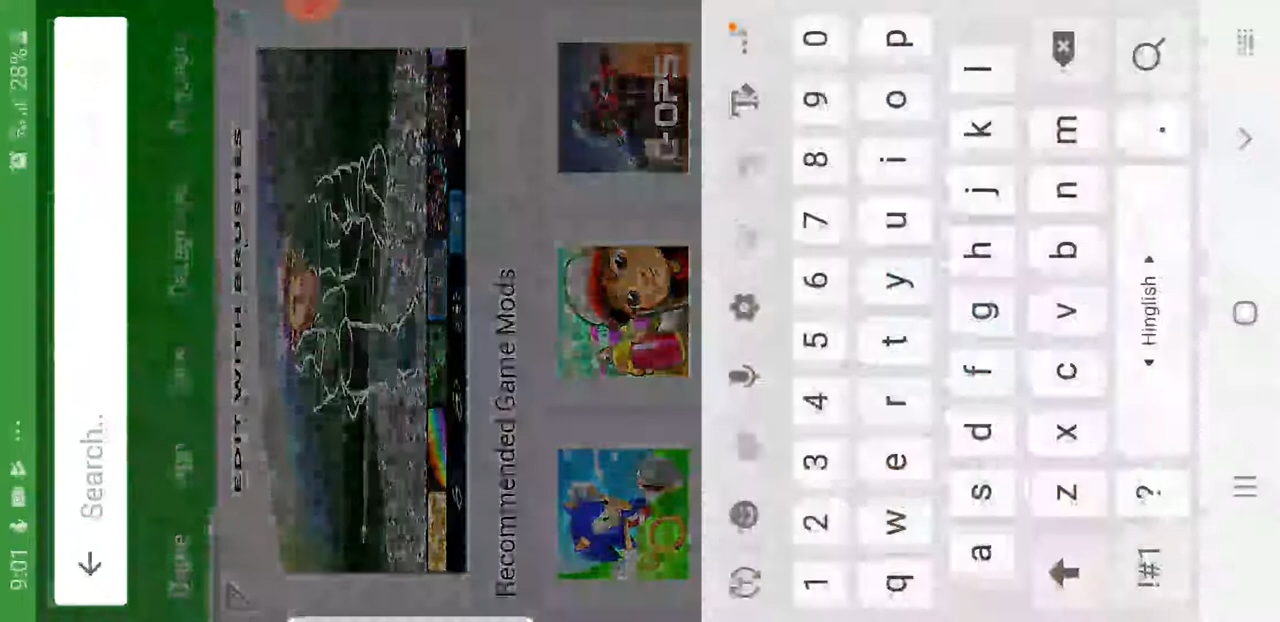 9:01 ... 28%
Search..
EDIT WITH BRUSHES
Recommended Game Mods
C-OPS
1 2 3 4 5 6 7 8 9 0
q w e r t y u i o p
a s d f g h j k l
z x c v b n m
!#1 ? Hinglish .